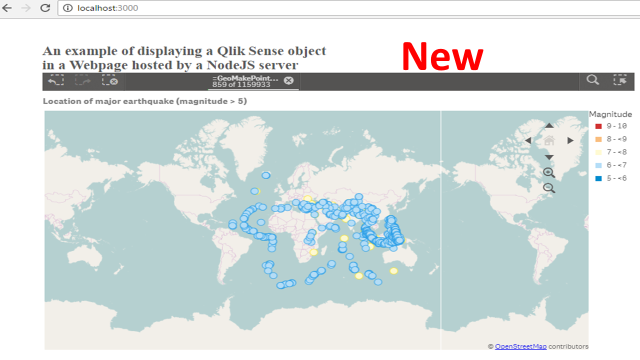 localhost:3000
An example of displaying a Qlik Sense object
in a Webpage hosted by a NodeJS server
New
=GeoMakePoint...
859 of 1159933
Location of major earthquake (magnitude > 5)
Magnitude
9 - 10
8 - <9
7 - <8
6 - <7
5 - <6
© OpenStreetMap contributors